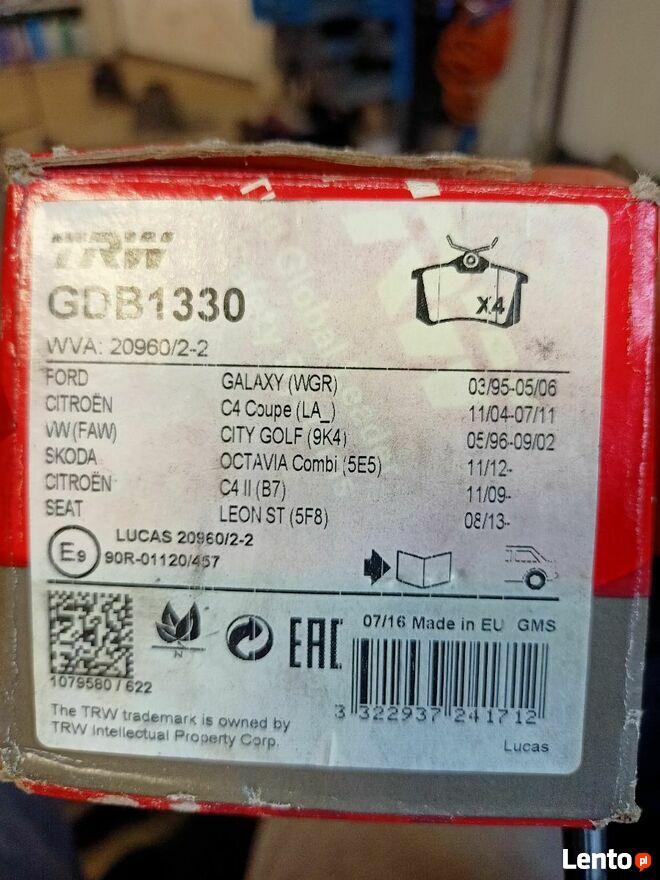 TRW
GDB1330
X4
WVA: 20960/2-2
FORD GALAXY (WGR) 03/95-05/06
CITROËN C4 Coupe (LA_) 11/04-07/11
VW(FAW) CITY GOLF (9K4) 05/96-09/02
SKODA OCTAVIA Combi (5E5) 11/12-
CITROËN C4 II (B7) 11/09-
SEAT LEON ST (5F8) 08/13-
LUCAS 20960/2-2
E9 90R-01120/457
07/16 Made in EU GMS
N
EAC
1079580 / 622
3 322937 241712
The TRW trademark is owned by
TRW Intellectual Property Corp.
Lucas
Lento pl